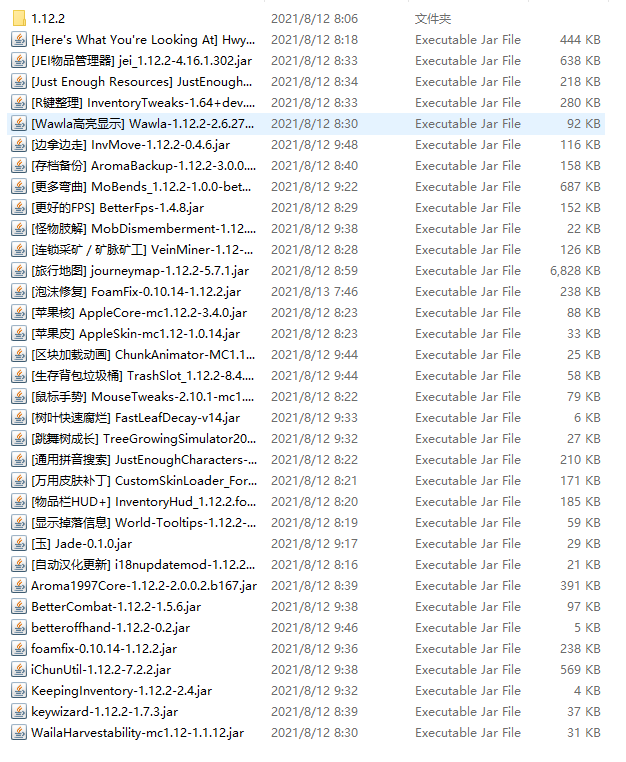 1.12.2 2021/8/12 8:06 文件夹
[Here's What You're Looking At] Hwy... 2021/8/12 8:18 Executable Jar File 444 KB
[JEI物品管理器] jei_1.12.2-4.16.1.302.jar 2021/8/12 8:33 Executable Jar File 638 KB
[Just Enough Resources] JustEnough... 2021/8/12 8:34 Executable Jar File 218 KB
[R键整理] InventoryTweaks-1.64+dev.... 2021/8/12 8:33 Executable Jar File 280 KB
[Wawla高亮显示] Wawla-1.12.2-2.6.27... 2021/8/12 8:30 Executable Jar File 92 KB
[边拿边走] InvMove-1.12.2-0.4.6.jar 2021/8/12 9:48 Executable Jar File 116 KB
[存档备份] AromaBackup-1.12.2-3.0.0.... 2021/8/12 8:40 Executable Jar File 158 KB
[更多弯曲] MoBends_1.12.2-1.0.0-bet... 2021/8/12 9:22 Executable Jar File 687 KB
[更好的FPS] BetterFps-1.4.8.jar 2021/8/12 8:29 Executable Jar File 152 KB
[怪物肢解] MobDismemberment-1.12.... 2021/8/12 9:38 Executable Jar File 22 KB
[连锁采矿 / 矿脉矿工] VeinMiner-1.12-... 2021/8/12 8:28 Executable Jar File 126 KB
[旅行地图] journeymap-1.12.2-5.7.1.jar 2021/8/12 8:59 Executable Jar File 6,828 KB
[泡沫修复] FoamFix-0.10.14-1.12.2.jar 2021/8/13 7:46 Executable Jar File 238 KB
[苹果核] AppleCore-mc1.12.2-3.4.0.jar 2021/8/12 8:23 Executable Jar File 88 KB
[苹果皮] AppleSkin-mc1.12-1.0.14.jar 2021/8/12 8:23 Executable Jar File 33 KB
[区块加载动画] ChunkAnimator-MC1.1... 2021/8/12 9:44 Executable Jar File 25 KB
[生存背包垃圾桶] TrashSlot_1.12.2-8.4.... 2021/8/12 9:44 Executable Jar File 58 KB
[鼠标手势] MouseTweaks-2.10.1-mc1.... 2021/8/12 8:22 Executable Jar File 79 KB
[树叶快速腐烂] FastLeafDecay-v14.jar 2021/8/12 9:33 Executable Jar File 6 KB
[跳舞树成长] TreeGrowingSimulator20... 2021/8/12 9:32 Executable Jar File 27 KB
[通用拼音搜索] JustEnoughCharacters-... 2021/8/12 8:22 Executable Jar File 210 KB
[万用皮肤补丁] CustomSkinLoader_For... 2021/8/12 8:21 Executable Jar File 171 KB
[物品栏HUD+] InventoryHud_1.12.2.fo... 2021/8/12 8:20 Executable Jar File 185 KB
[显示掉落信息] World-Tooltips-1.12.2-... 2021/8/12 8:19 Executable Jar File 59 KB
[玉] Jade-0.1.0.jar 2021/8/12 9:17 Executable Jar File 29 KB
[自动汉化更新] i18nupdatemod-1.12.2... 2021/8/12 8:16 Executable Jar File 21 KB
Aroma1997Core-1.12.2-2.0.0.2.b167.jar 2021/8/12 8:39 Executable Jar File 391 KB
BetterCombat-1.12.2-1.5.6.jar 2021/8/12 9:38 Executable Jar File 97 KB
betteroffhand-1.12.2-0.2.jar 2021/8/12 9:46 Executable Jar File 5 KB
foamfix-0.10.14-1.12.2.jar 2021/8/12 9:36 Executable Jar File 238 KB
iChunUtil-1.12.2-7.2.2.jar 2021/8/12 9:38 Executable Jar File 569 KB
KeepingInventory-1.12.2-2.4.jar 2021/8/12 9:32 Executable Jar File 4 KB
keywizard-1.12.2-1.7.3.jar 2021/8/12 8:39 Executable Jar File 37 KB
WailaHarvestability-mc1.12-1.1.12.jar 2021/8/12 8:30 Executable Jar File 31 KB